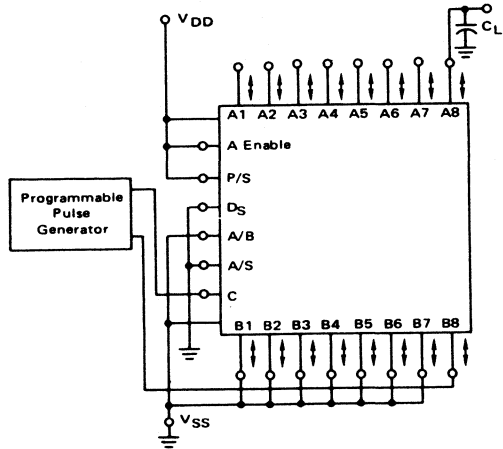 VDD
CL
A1 A2 A3 A4 A5 A6 A7 A8
A Enable
P/S
DS
A/B
A/S
C
Programmable
Pulse
Generator
B1 B2 B3 B4 B5 B6 B7 B8
VSS